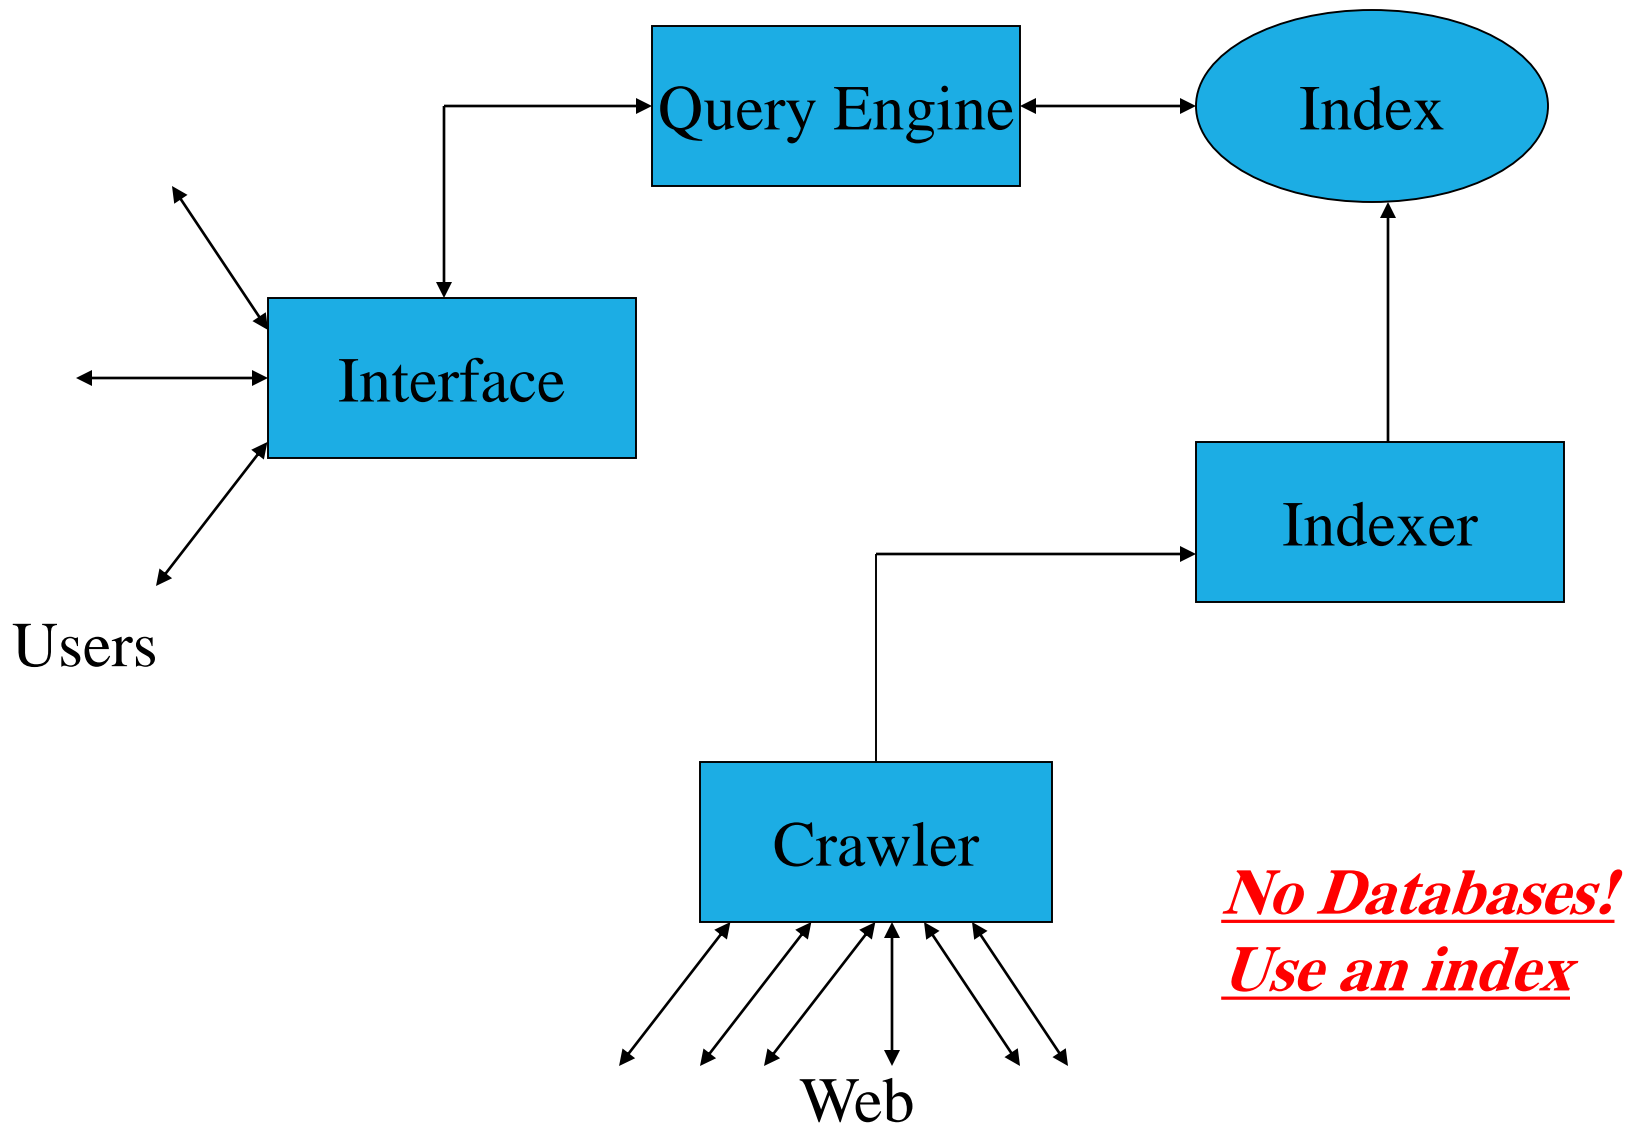 Query Engine
Index
Interface
Indexer
Users
Crawler
No Databases!
Use an index
Web